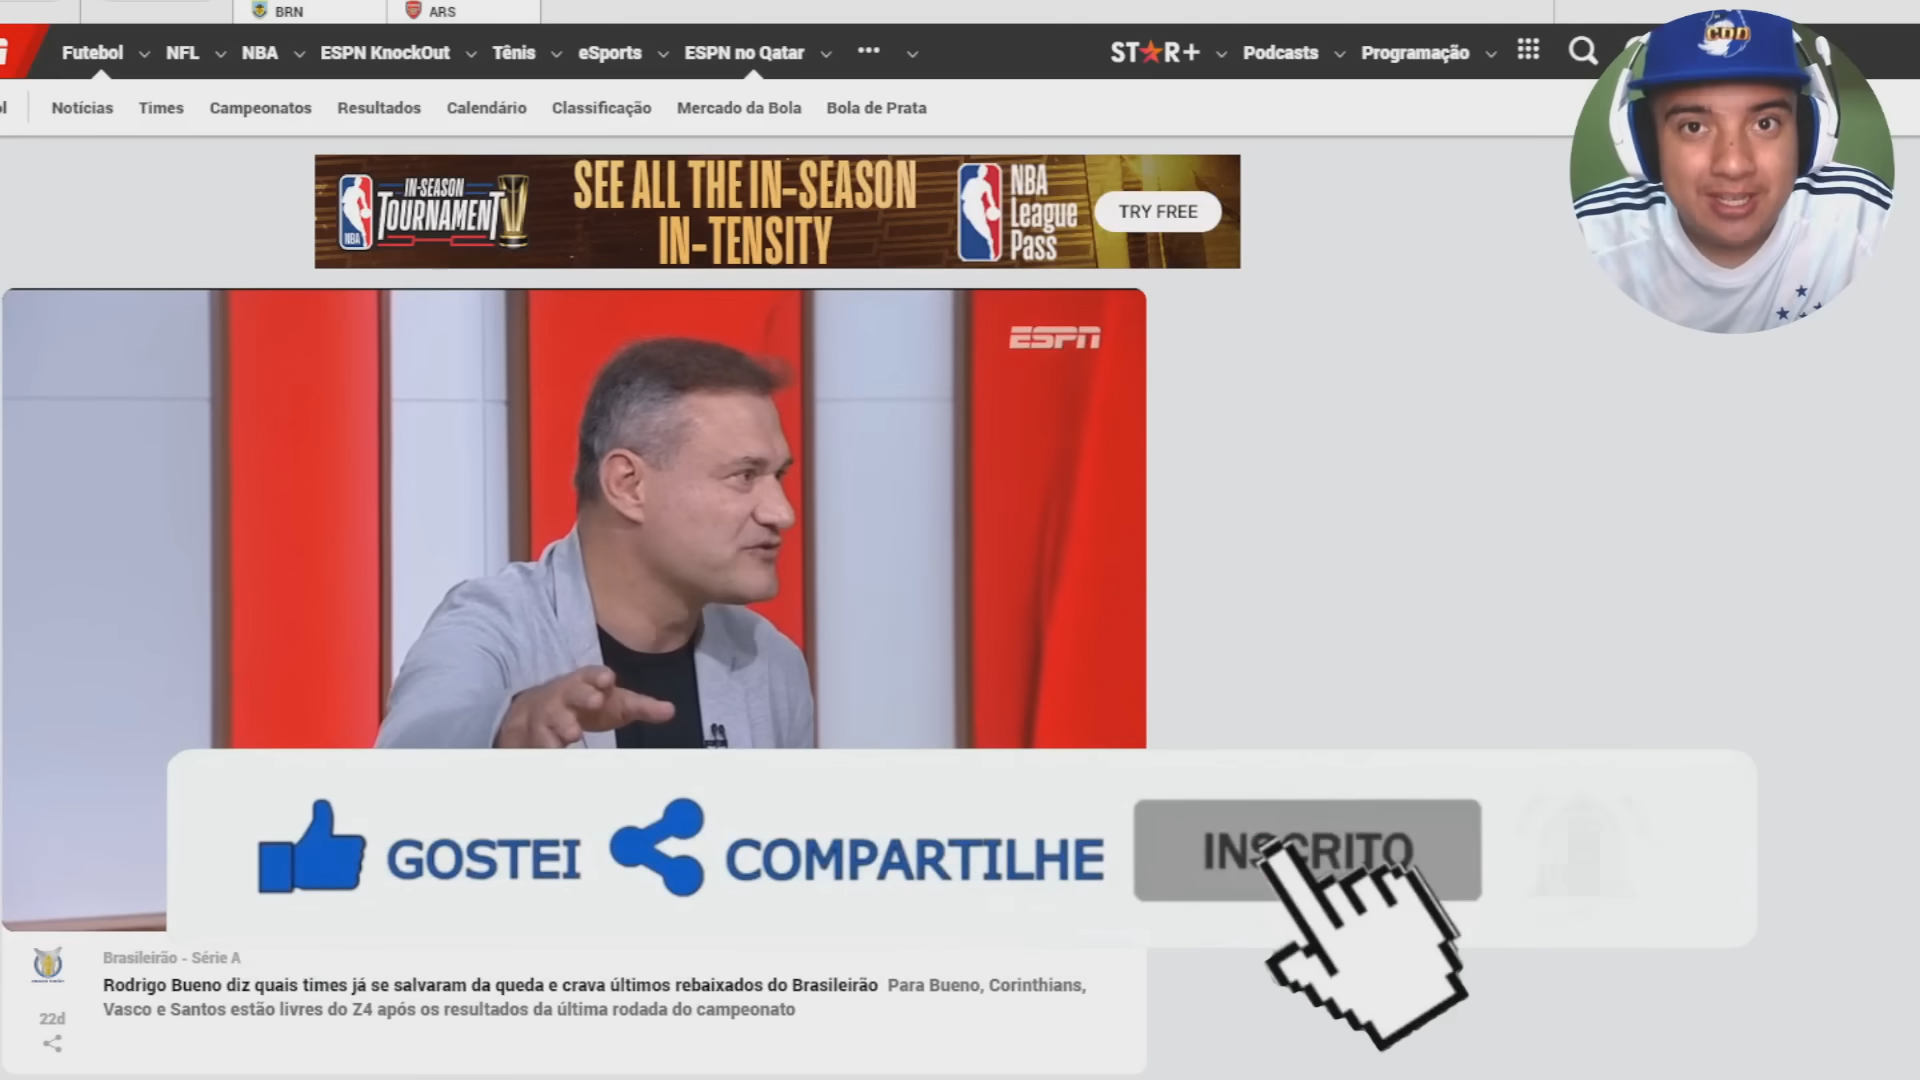 BRN
ARS
Futebol
NFL
NBA
ESPN KnockOut
Tênis
eSports
ESPN no Qatar
ST★R+
Podcasts
Programação
Notícias
Times
Campeonatos
Resultados
Calendário
Classificação
Mercado da Bola
Bola de Prata
IN-SEASON
TOURNAMENT
NBA
SEE ALL THE IN-SEASON
IN-TENSITY
NBA
League
Pass
TRY FREE
ESPN
GOSTEI
COMPARTILHE
INSCRITO
Brasileirão - Série A
Rodrigo Bueno diz quais times já se salvaram da queda e crava últimos rebaixados do Brasileirão Para Bueno, Corinthians,
Vasco e Santos estão livres do Z4 após os resultados da última rodada do campeonato
22d